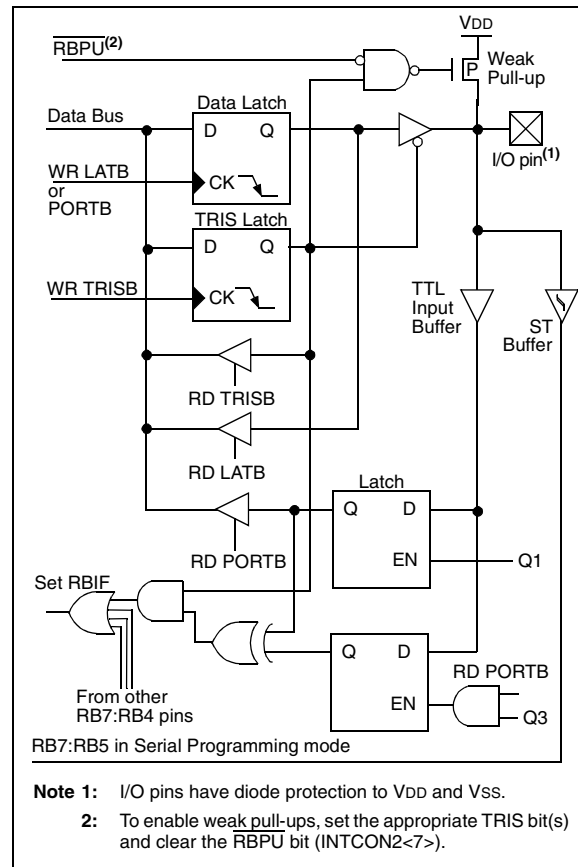 VDD
RBPU(2)
P
Weak
Pull-up
Data Latch
Data Bus
D Q
I/O pin(1)
WR LATB
or
PORTB
CK
TRIS Latch
D Q
WR TRISB
CK
TTL
Input
Buffer
ST
Buffer
RD TRISB
RD LATB
Latch
Q D
RD PORTB
EN
Q1
Set RBIF
Q D
RD PORTB
EN
Q3
From other
RB7:RB4 pins
RB7:RB5 in Serial Programming mode
Note 1: I/O pins have diode protection to VDD and VSS.
2: To enable weak pull-ups, set the appropriate TRIS bit(s)
and clear the RBPU bit (INTCON2<7>).